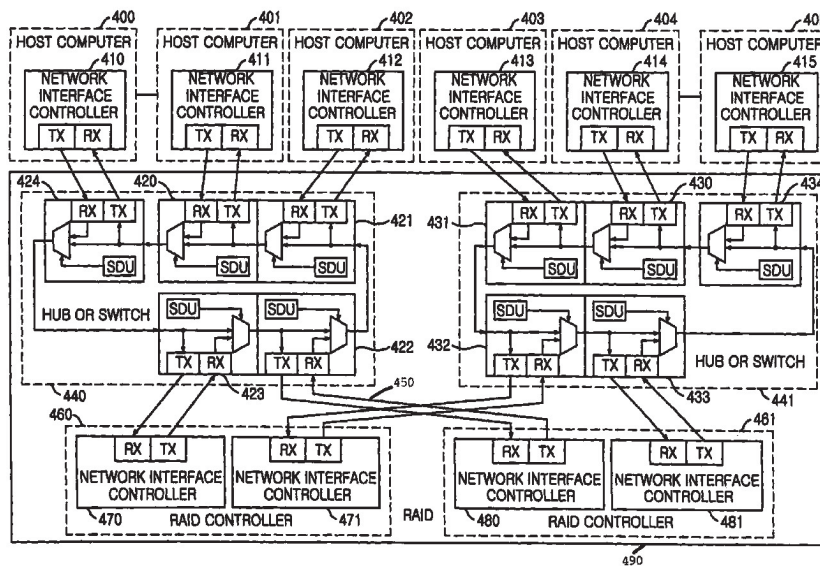 400 401 402 403 404 40
HOST COMPUTER HOST COMPUTER HOST COMPUTER HOST COMPUTER HOST COMPUTER HOST COMPUTER
410 411 412 413 414 415
NETWORK INTERFACE CONTROLLER
TX RX
NETWORK INTERFACE CONTROLLER
TX RX
NETWORK INTERFACE CONTROLLER
TX RX
NETWORK INTERFACE CONTROLLER
TX RX
NETWORK INTERFACE CONTROLLER
TX RX
NETWORK INTERFACE CONTROLLER
TX RX
424 420 430 434
RX TX RX TX RX TX 421 431 RX TX RX TX RX TX
SDU SDU SDU SDU SDU SDU
HUB OR SWITCH SDU SDU 422 432 SDU SDU HUB OR SWITCH
TX RX TX RX TX RX TX RX
440 423 450 433 441
460 461
RX TX RX TX RX TX RX TX
NETWORK INTERFACE CONTROLLER
NETWORK INTERFACE CONTROLLER
NETWORK INTERFACE CONTROLLER
NETWORK INTERFACE CONTROLLER
470 RAID CONTROLLER 471 RAID 480 RAID CONTROLLER 481
490